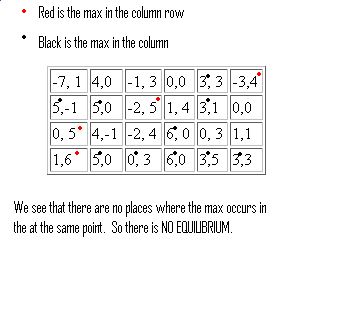 Red is the max in the column row
Black is the max in the column
-7, 1 4,0 -1, 3 0,0 3, 3 -3,4
5,-1 5,0 -2, 5 1, 4 3,1 0,0
0, 5 4,-1 -2, 4 6, 0 0, 3 1,1
1,6 5,0 0, 3 6,0 3,5 3,3
We see that there are no places where the max occurs in
the at the same point. So there is NO EQUILIBRIUM.